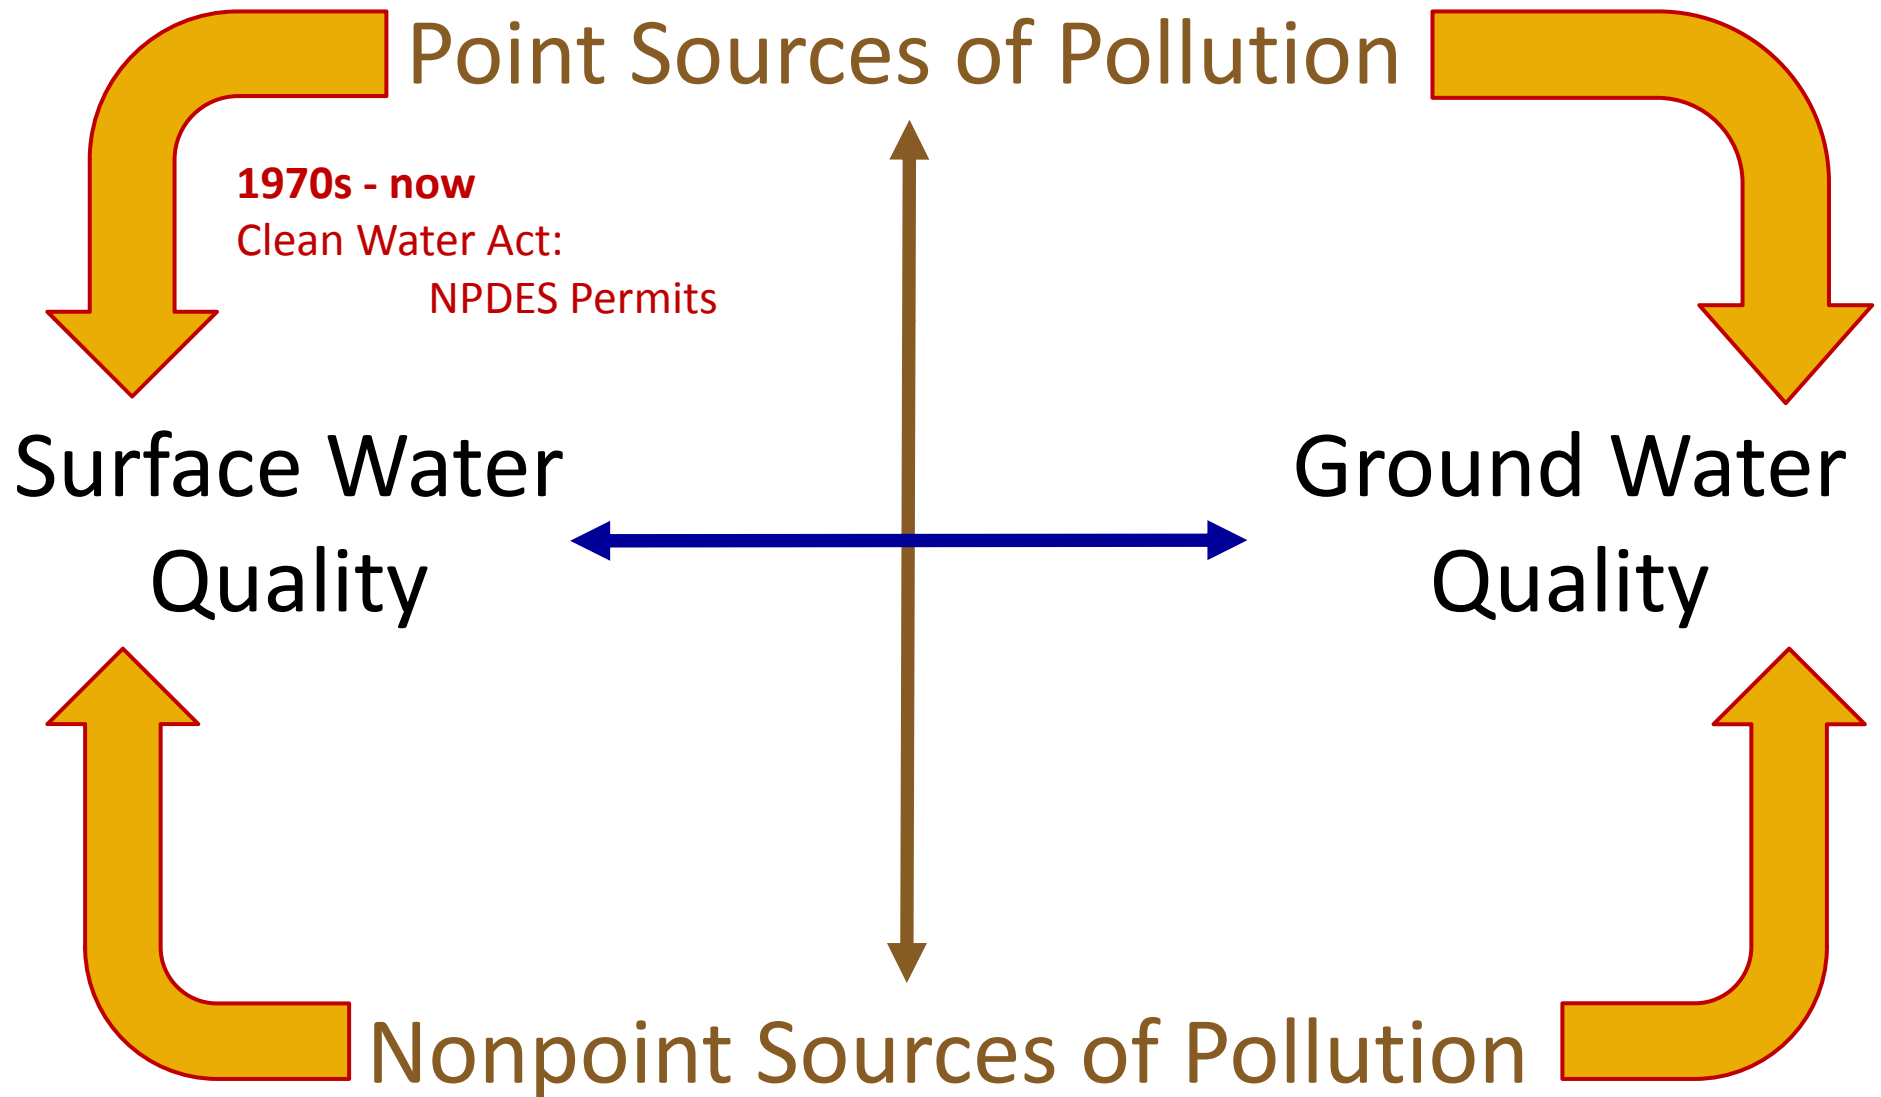 Point Sources of Pollution
1970s - now
Clean Water Act:
NPDES Permits
Surface Water
Quality
Ground Water
Quality
Nonpoint Sources of Pollution